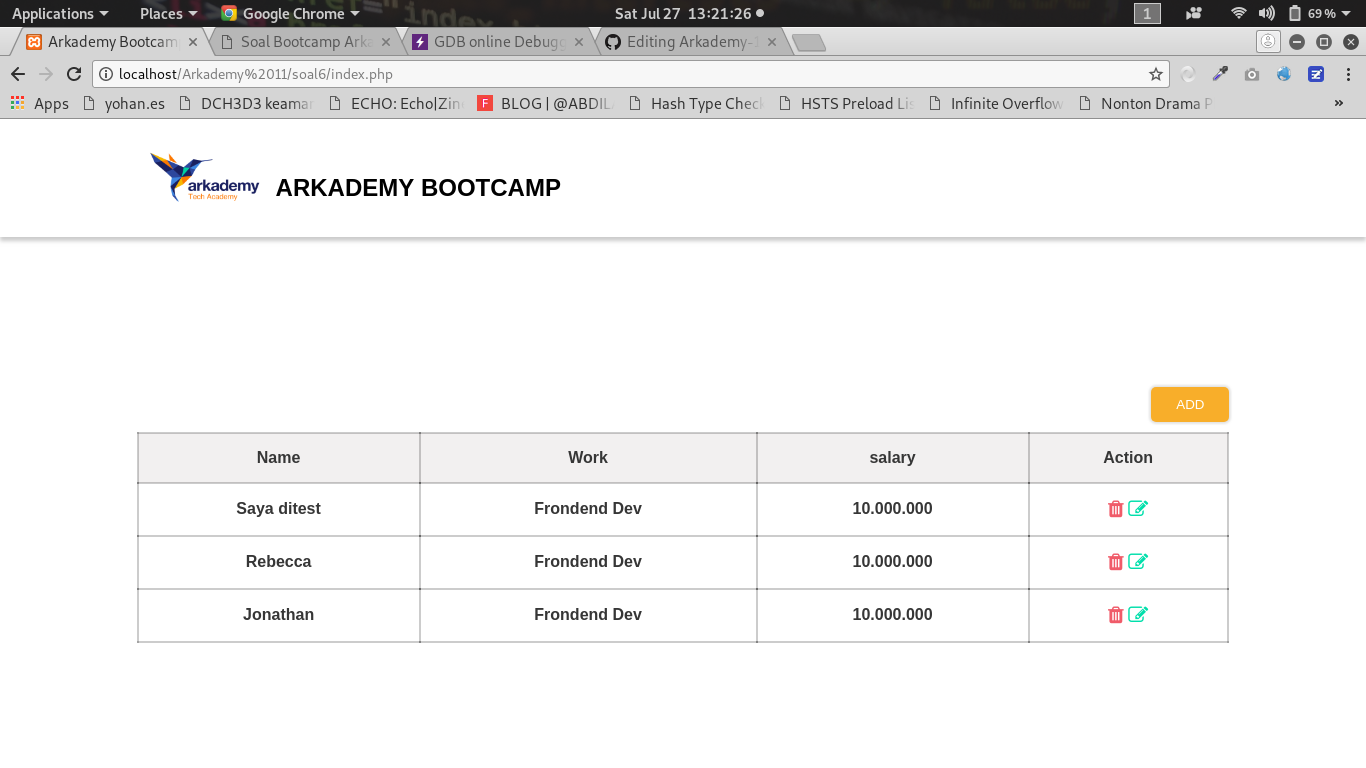 Applications Places Google Chrome Sat Jul 27 13:21:26 1 69 %
Arkademy Bootcam Soal Bootcamp Arka GDB online Debugg Editing Arkademy-1
localhost/Arkademy%2011/soal6/index.php
Apps yohan.es DCH3D3 keamar ECHO: Echo|Zin F BLOG | @ABDIL Hash Type Check HSTS Preload Lis Infinite Overflow Nonton Drama P »
arkademy
Tech Academy
ARKADEMY BOOTCAMP
ADD
Name Work salary Action
Saya ditest Frondend Dev 10.000.000
Rebecca Frondend Dev 10.000.000
Jonathan Frondend Dev 10.000.000